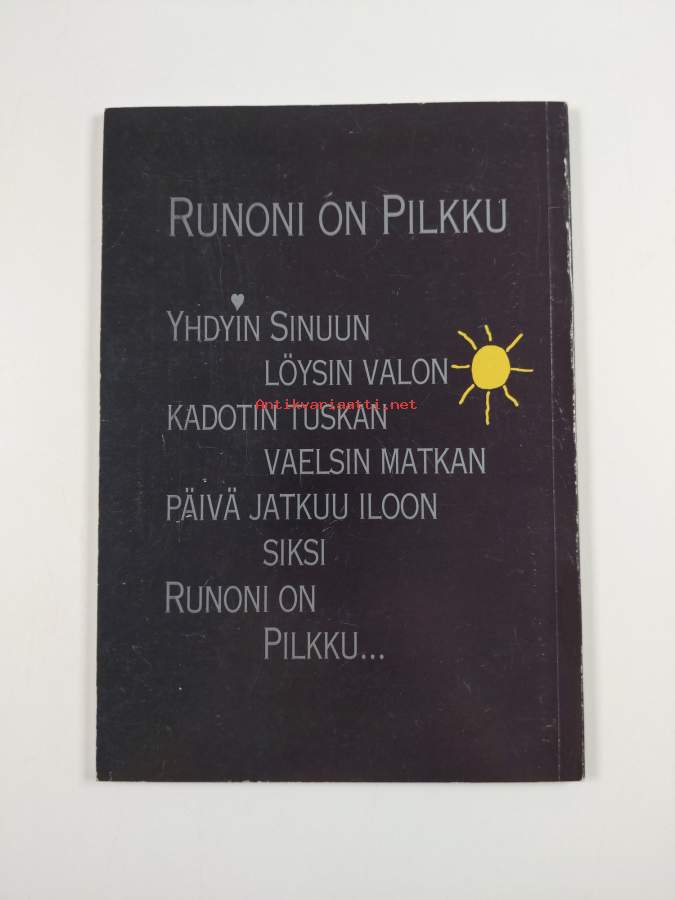 RUNONI ON PILKKU
YHDYIN SINUUN
LÖYSIN VALON
Antikvariaatti.net
KADOTIN TUSKAN
VAELSIN MATKAN
PÄIVÄ JATKUU ILOON
SIKSI
RUNONI ON
PILKKU...